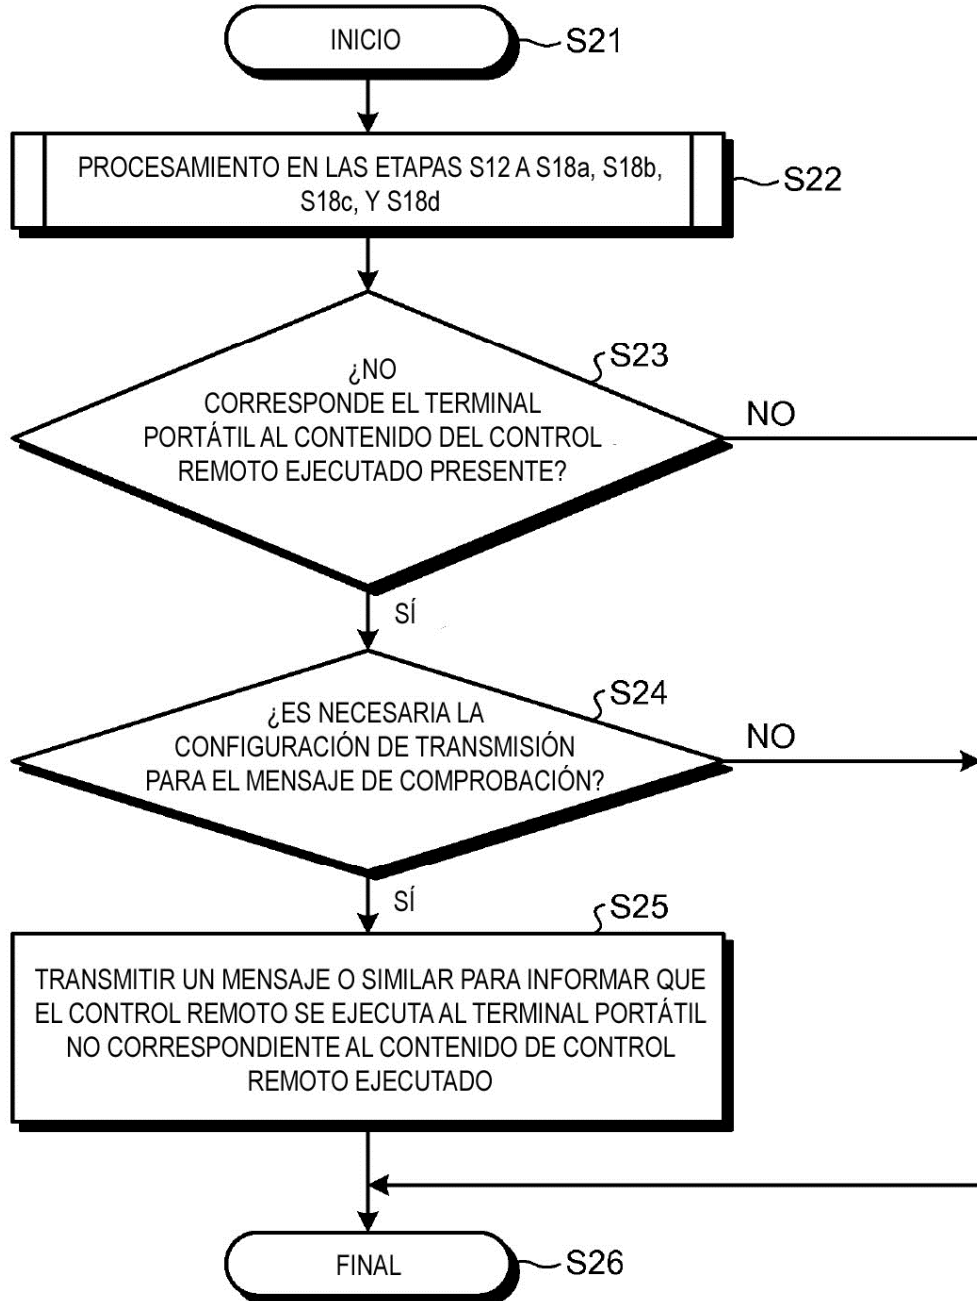 INICIO
S21
PROCESAMIENTO EN LAS ETAPAS S12 A S18a, S18b,
S18c, Y S18d
S22
S23
¿NO
CORRESPONDE EL TERMINAL
PORTÁTIL AL CONTENIDO DEL CONTROL
REMOTO EJECUTADO PRESENTE?
NO
SÍ
S24
¿ES NECESARIA LA
CONFIGURACIÓN DE TRANSMISIÓN
PARA EL MENSAJE DE COMPROBACIÓN?
NO
SÍ
S25
TRANSMITIR UN MENSAJE O SIMILAR PARA INFORMAR QUE
EL CONTROL REMOTO SE EJECUTA AL TERMINAL PORTÁTIL
NO CORRESPONDIENTE AL CONTENIDO DE CONTROL
REMOTO EJECUTADO
FINAL
S26